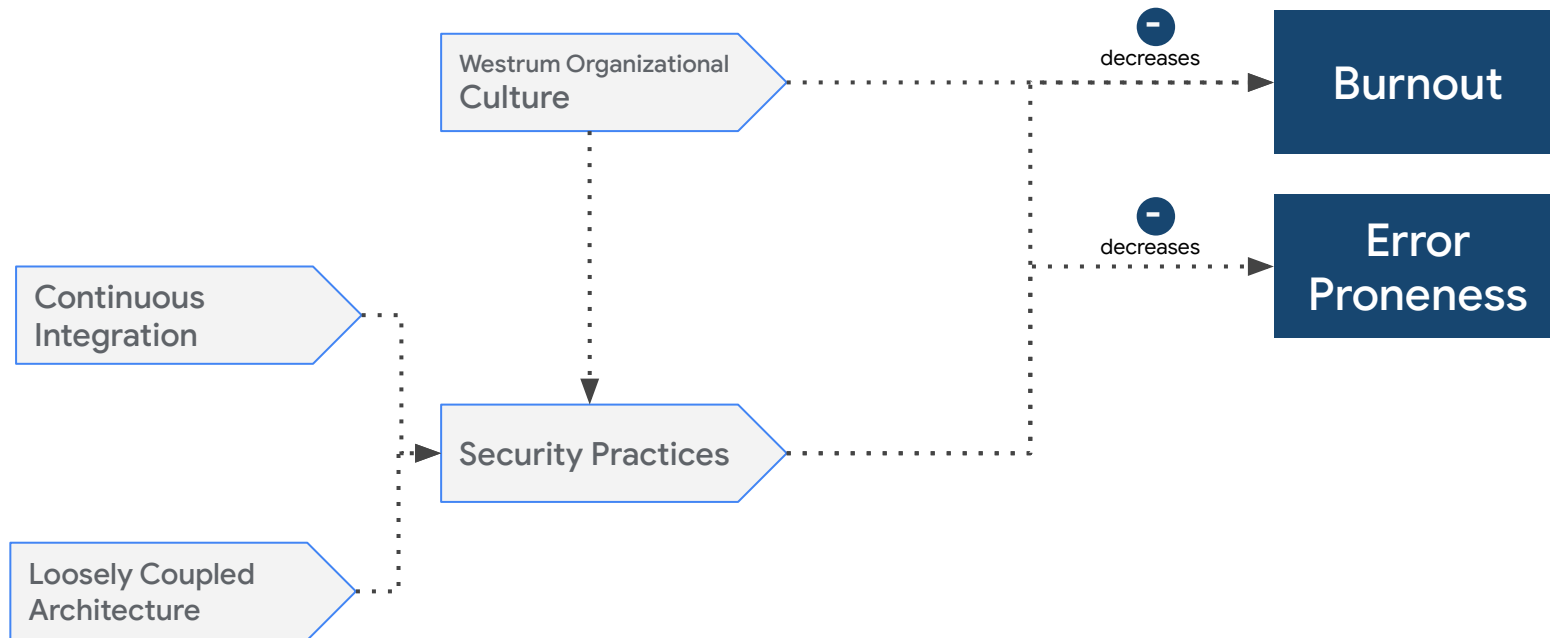 -
decreases
Westrum Organizational
Culture
Burnout
-
decreases
Error
Proneness
Continuous
Integration
Security Practices
Loosely Coupled
Architecture